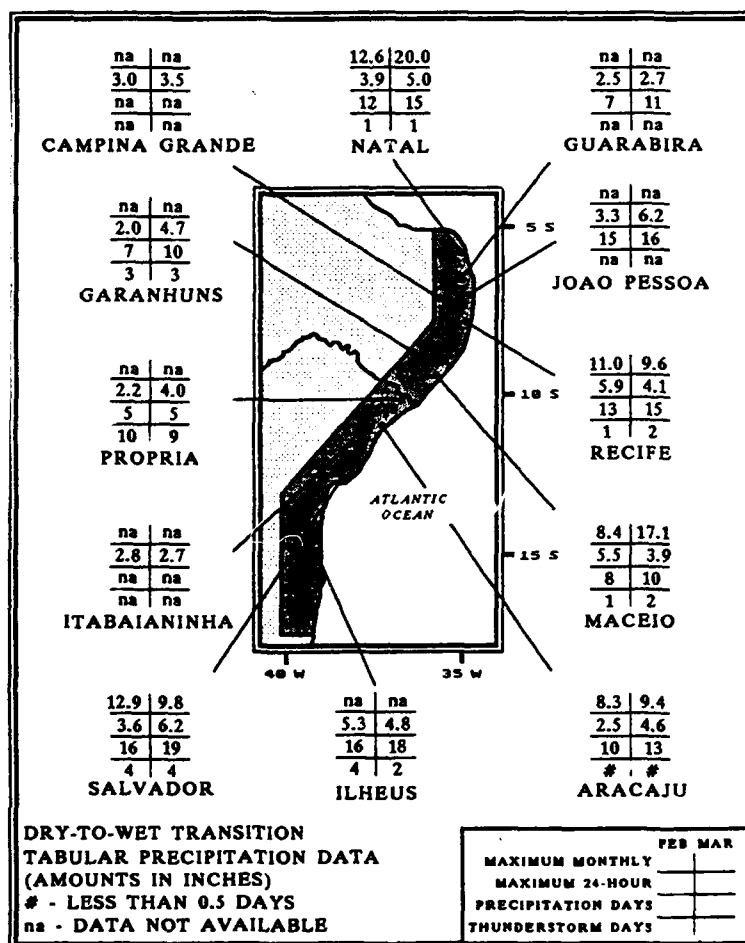 na na
3.0 3.5
na na
na na
CAMPINA GRANDE
12.6 20.0
3.9 5.0
12 15
1 1
NATAL
na na
2.5 2.7
7 11
na na
GUARABIRA
na na
2.0 4.7
7 10
3 3
GARANHUNS
5 S
na na
3.3 6.2
15 16
na na
JOAO PESSOA
na na
2.2 4.0
5 5
10 9
PROPRIA
10 S
11.0 9.6
5.9 4.1
13 15
1 2
RECIFE
ATLANTIC
OCEAN
na na
2.8 2.7
na na
na na
ITABAIANINHA
15 S
8.4 17.1
5.5 3.9
8 10
1 2
MACEIO
40 W
35 W
12.9 9.8
3.6 6.2
16 19
4 4
SALVADOR
na na
5.3 4.8
16 18
4 2
ILHEUS
8.3 9.4
2.5 4.6
10 13
# #
ARACAJU
DRY-TO-WET TRANSITION
TABULAR PRECIPITATION DATA
(AMOUNTS IN INCHES)
# - LESS THAN 0.5 DAYS
na - DATA NOT AVAILABLE
FEB MAR
MAXIMUM MONTHLY
MAXIMUM 24-HOUR
PRECIPITATION DAYS
THUNDERSTORM DAYS